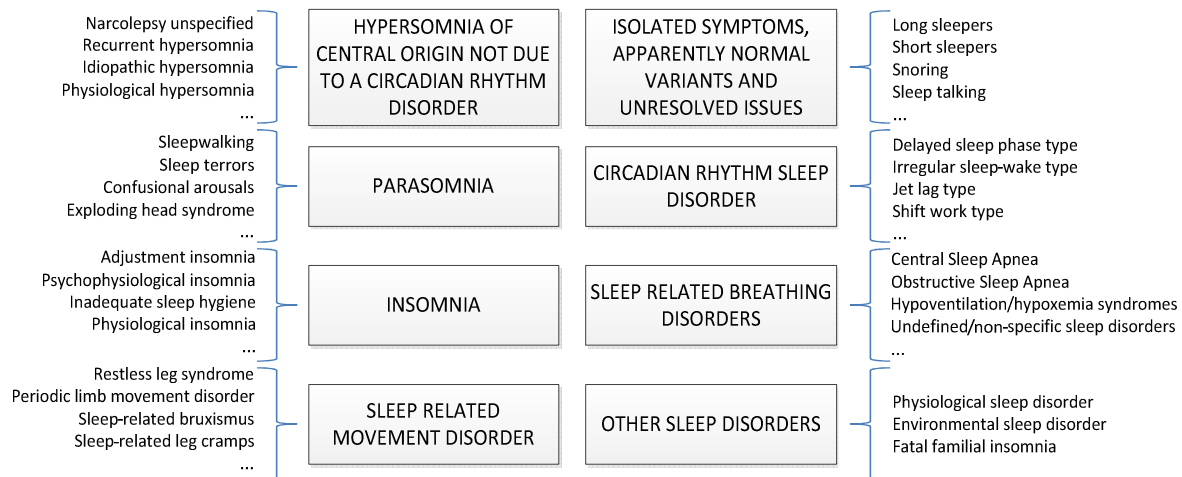 Narcolepsy unspecified
Recurrent hypersomnia
Idiopathic hypersomnia
Physiological hypersomnia
...
HYPERSOMNIA OF
CENTRAL ORIGIN NOT DUE
TO A CIRCADIAN RHYTHM
DISORDER
ISOLATED SYMPTOMS,
APPARENTLY NORMAL
VARIANTS AND
UNRESOLVED ISSUES
Long sleepers
Short sleepers
Snoring
Sleep talking
...
Sleepwalking
Sleep terrors
Confusional arousals
Exploding head syndrome
...
PARASOMNIA
CIRCADIAN RHYTHM SLEEP
DISORDER
Delayed sleep phase type
Irregular sleep-wake type
Jet lag type
Shift work type
...
Adjustment insomnia
Psychophysiological insomnia
Inadequate sleep hygiene
Physiological insomnia
...
INSOMNIA
SLEEP RELATED BREATHING
DISORDERS
Central Sleep Apnea
Obstructive Sleep Apnea
Hypoventilation/hypoxemia syndromes
Undefined/non-specific sleep disorders
...
Restless leg syndrome
Periodic limb movement disorder
Sleep-related bruxismus
Sleep-related leg cramps
...
SLEEP RELATED
MOVEMENT DISORDER
OTHER SLEEP DISORDERS
Physiological sleep disorder
Environmental sleep disorder
Fatal familial insomnia